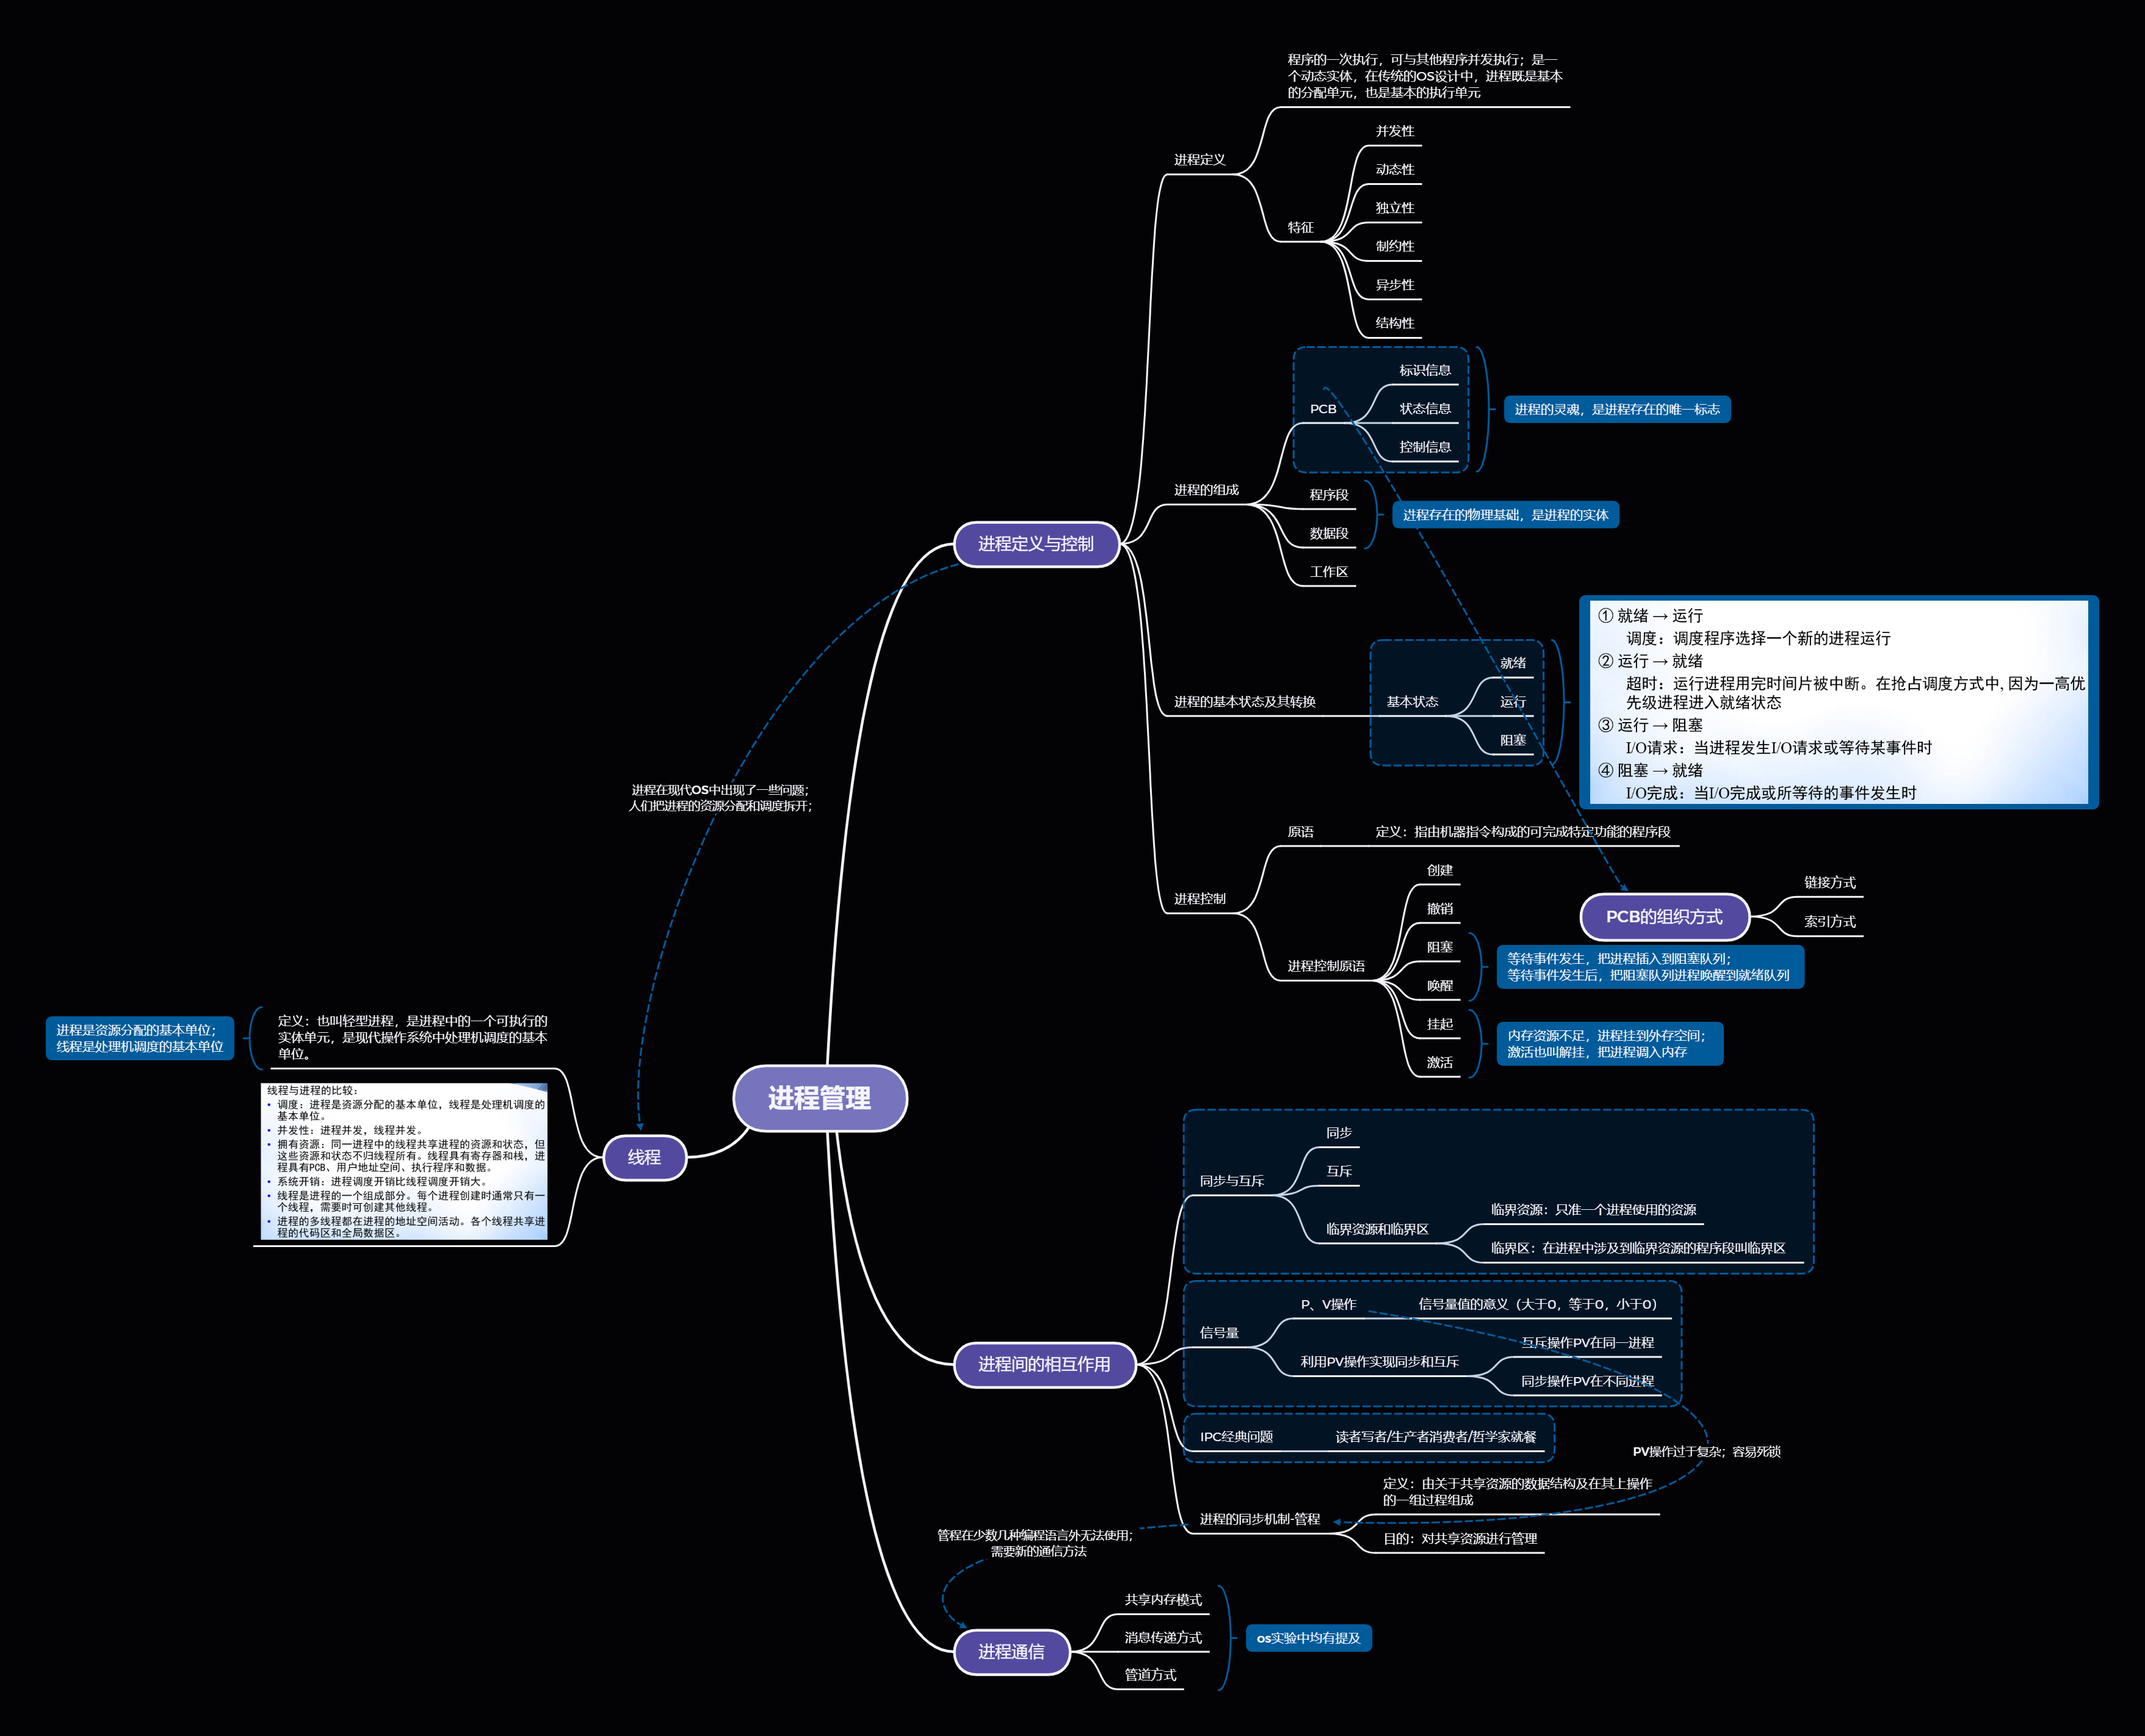 程序的一次执行，可与其他程序并发执行；是一
个动态实体，在传统的OS设计中，进程既是基本
的分配单元，也是基本的执行单元
进程定义
特征
并发性
动态性
独立性
制约性
异步性
结构性
进程定义与控制
进程的组成
PCB
标识信息
状态信息
控制信息
进程的灵魂，是进程存在的唯一标志
程序段
数据段
工作区
进程存在的物理基础，是进程的实体
进程的基本状态及其转换
基本状态
就绪
运行
阻塞
① 就绪 → 运行
调度：调度程序选择一个新的进程运行
② 运行 → 就绪
超时：运行进程用完时间片被中断。在抢占调度方式中, 因为一高优
先级进程进入就绪状态
③ 运行 → 阻塞
I/O请求：当进程发生I/O请求或等待某事件时
④ 阻塞 → 就绪
I/O完成：当I/O完成或所等待的事件发生时
进程控制
原语
定义：指由机器指令构成的可完成特定功能的程序段
进程控制原语
创建
撤销
阻塞
唤醒
挂起
激活
等待事件发生，把进程插入到阻塞队列；
等待事件发生后，把阻塞队列进程唤醒到就绪队列
内存资源不足，进程挂到外存空间；
激活也叫解挂，把进程调入内存
PCB的组织方式
链接方式
索引方式
进程在现代OS中出现了一些问题；
人们把进程的资源分配和调度拆开；
进程管理
线程
定义：也叫轻型进程，是进程中的一个可执行的
实体单元，是现代操作系统中处理机调度的基本
单位。
进程是资源分配的基本单位；
线程是处理机调度的基本单位
线程与进程的比较：
• 调度：进程是资源分配的基本单位，线程是处理机调度的
基本单位。
• 并发性：进程并发，线程并发。
• 拥有资源：同一进程中的线程共享进程的资源和状态，但
这些资源和状态不归线程所有。线程具有寄存器和栈，进
程具有PCB、用户地址空间、执行程序和数据。
• 系统开销：进程调度开销比线程调度开销大。
• 线程是进程的一个组成部分。每个进程创建时通常只有一
个线程，需要时可创建其他线程。
• 进程的多线程都在进程的地址空间活动。各个线程共享进
程的代码区和全局数据区。
进程间的相互作用
同步与互斥
同步
互斥
临界资源和临界区
临界资源：只准一个进程使用的资源
临界区：在进程中涉及到临界资源的程序段叫临界区
信号量
P、V操作
信号量值的意义（大于0，等于0，小于0）
利用PV操作实现同步和互斥
互斥操作PV在同一进程
同步操作PV在不同进程
IPC经典问题
读者写者/生产者消费者/哲学家就餐
PV操作过于复杂；容易死锁
进程的同步机制-管程
定义：由关于共享资源的数据结构及在其上操作
的一组过程组成
目的：对共享资源进行管理
管程在少数几种编程语言外无法使用；
需要新的通信方法
进程通信
共享内存模式
消息传递方式
管道方式
os实验中均有提及